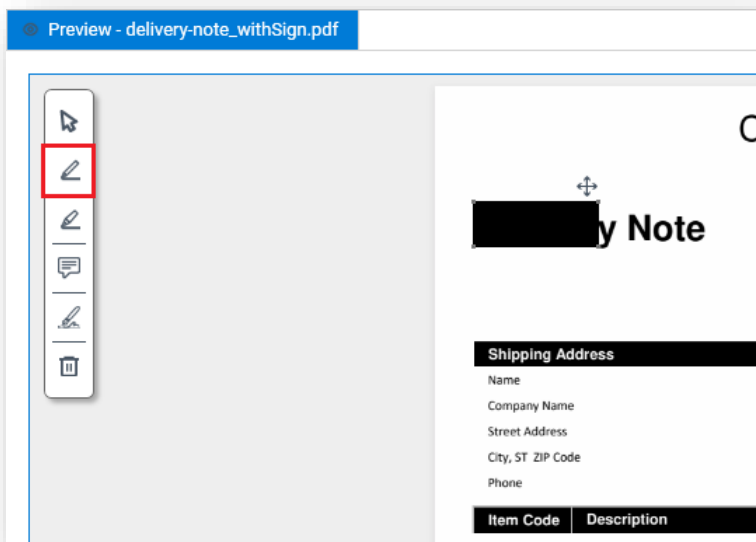 Preview - delivery-note_withSign.pdf
y Note
Shipping Address
Name
Company Name
Street Address
City, ST ZIP Code
Phone
Item Code Description